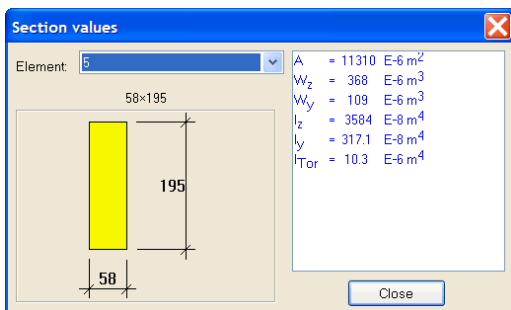 Section values
Element: 5
58×195
195
58
A = 11310 E-6 m2
Wz = 368 E-6 m3
Wy = 109 E-6 m3
Iz = 3584 E-8 m4
Iy = 317.1 E-8 m4
ITor = 10.3 E-6 m4
Close